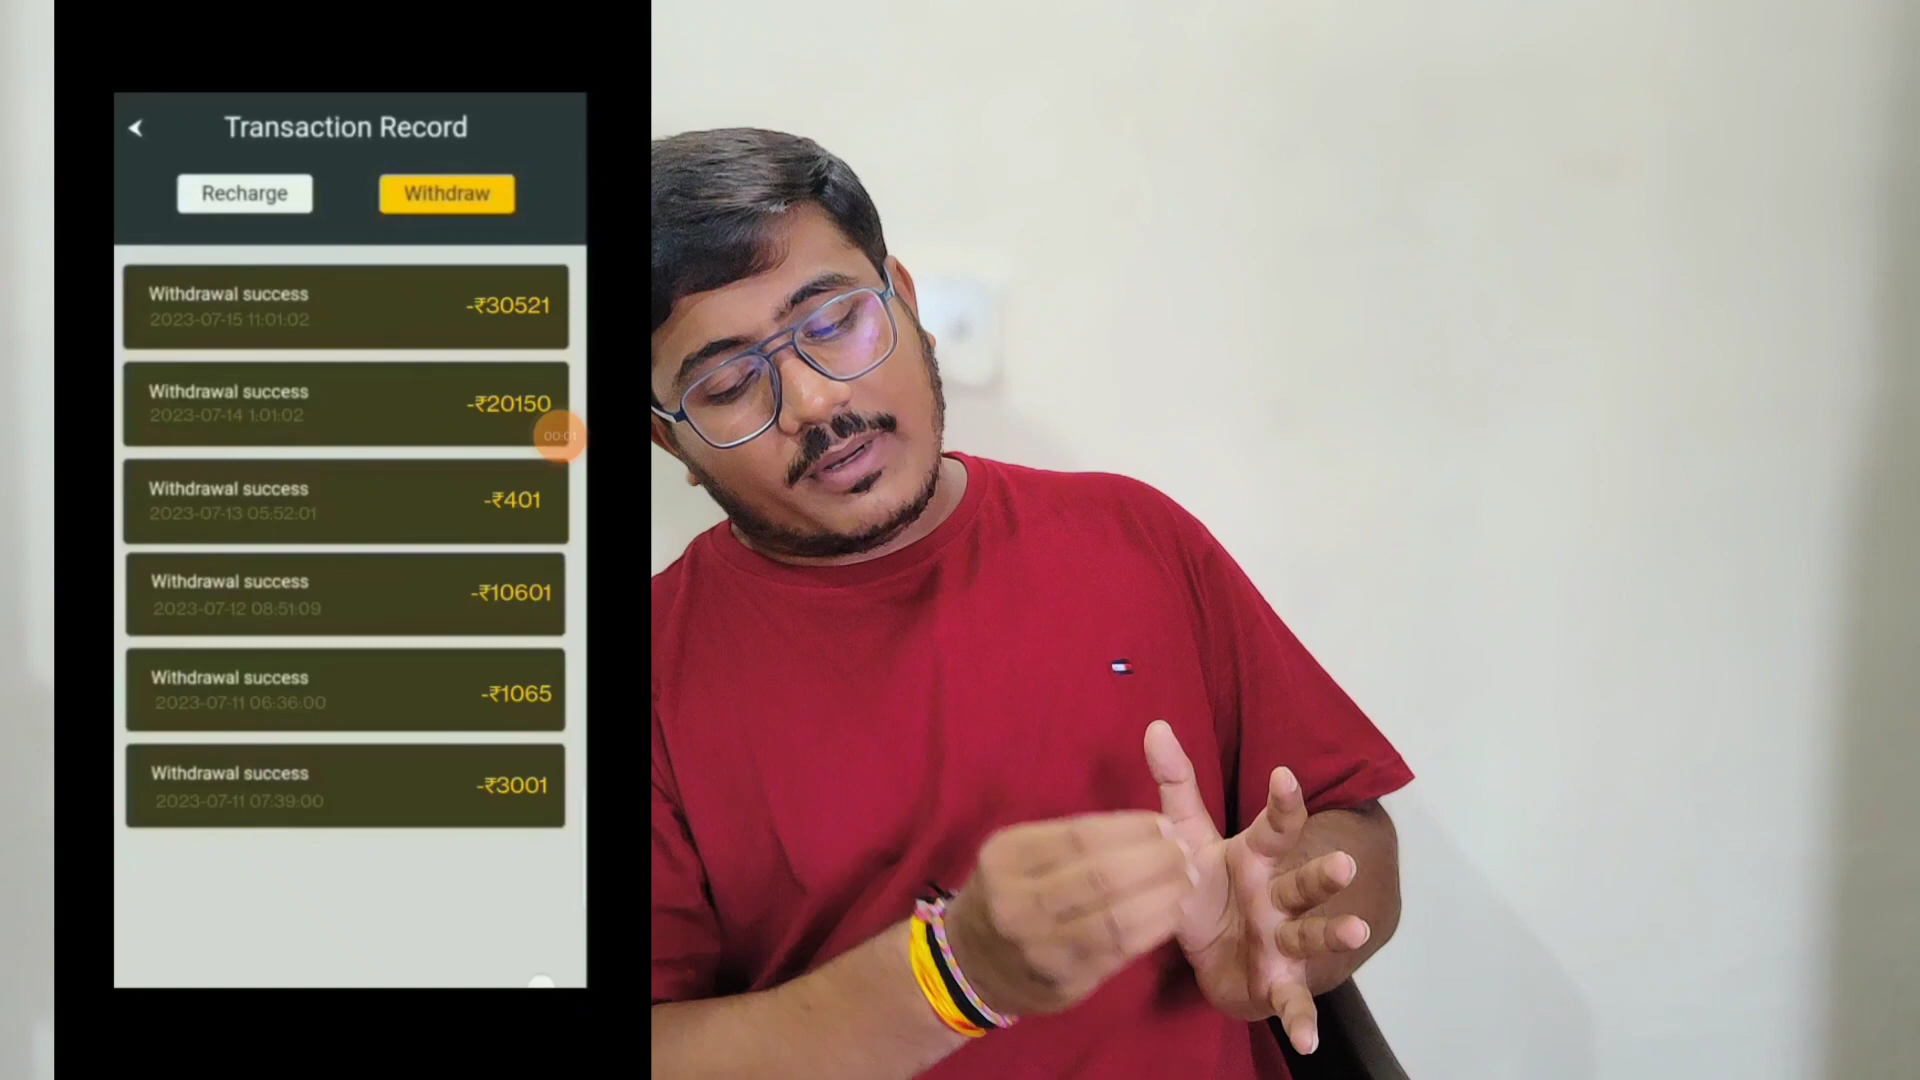 Transaction Record
Recharge
Withdraw
Withdrawal success
-₹30521
2023-07-15 11:01:02
Withdrawal success
-₹20150
2023-07-14 1:01:02
00:01
Withdrawal success
-₹401
2023-07-13 05:52:01
Withdrawal success
-₹10601
2023-07-12 08:51:09
Withdrawal success
-₹1065
2023-07-11 06:36:00
Withdrawal success
-₹3001
2023-07-11 07:39:00